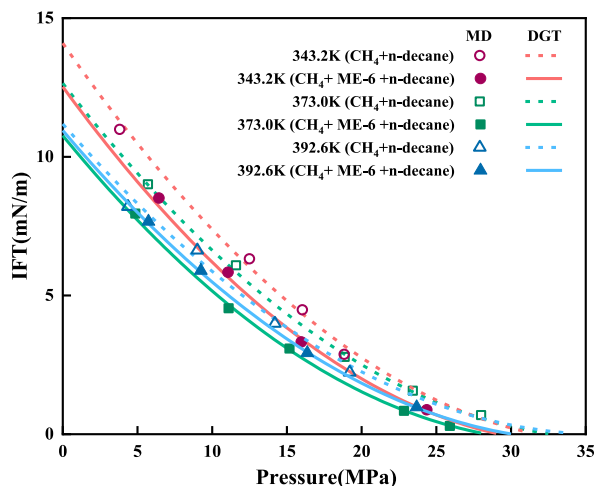 MD DGT
343.2K (CH₄+n-decane)
343.2K (CH₄+ ME-6 +n-decane)
373.0K (CH₄+n-decane)
373.0K (CH₄+ ME-6 +n-decane)
392.6K (CH₄+n-decane)
392.6K (CH₄+ ME-6 +n-decane)
IFT(mN/m)
15
10
5
0
0 5 10 15 20 25 30 35
Pressure(MPa)